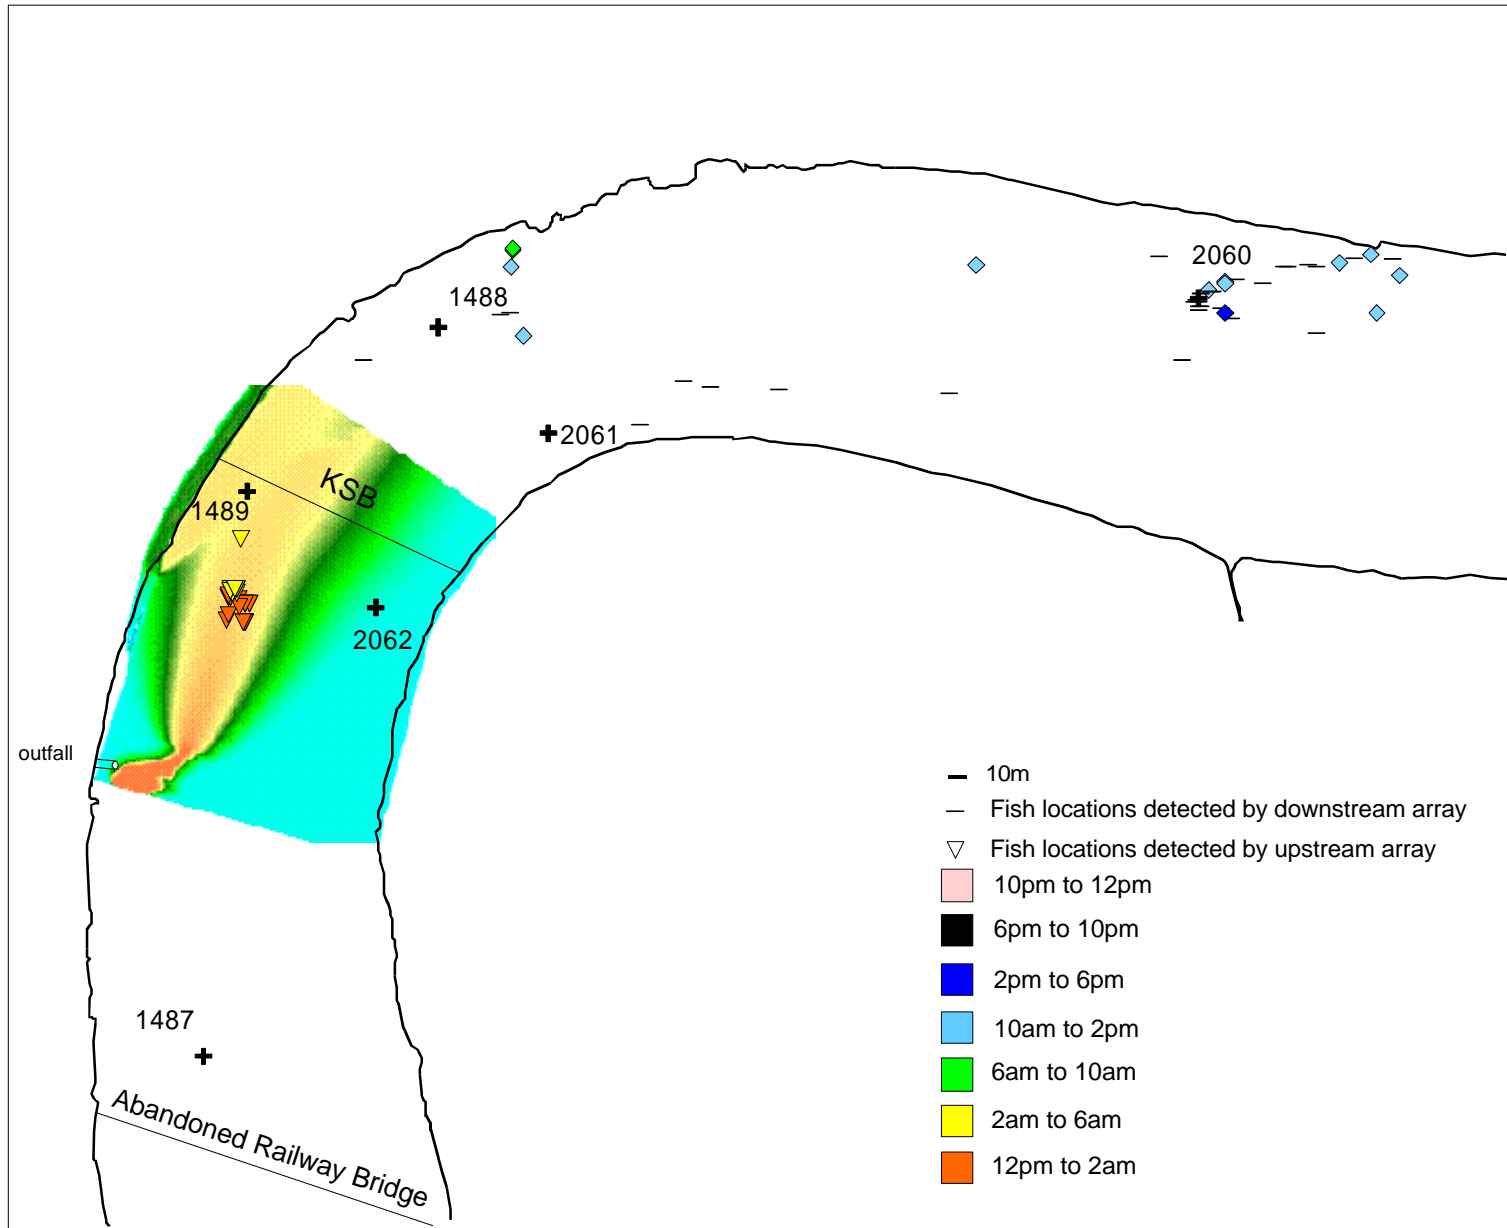 2060
1488
2061
KSB
1489
2062
outfall
10m
Fish locations detected by downstream array
Fish locations detected by upstream array
10pm to 12pm
6pm to 10pm
2pm to 6pm
10am to 2pm
6am to 10am
2am to 6am
12pm to 2am
1487
Abandoned Railway Bridge